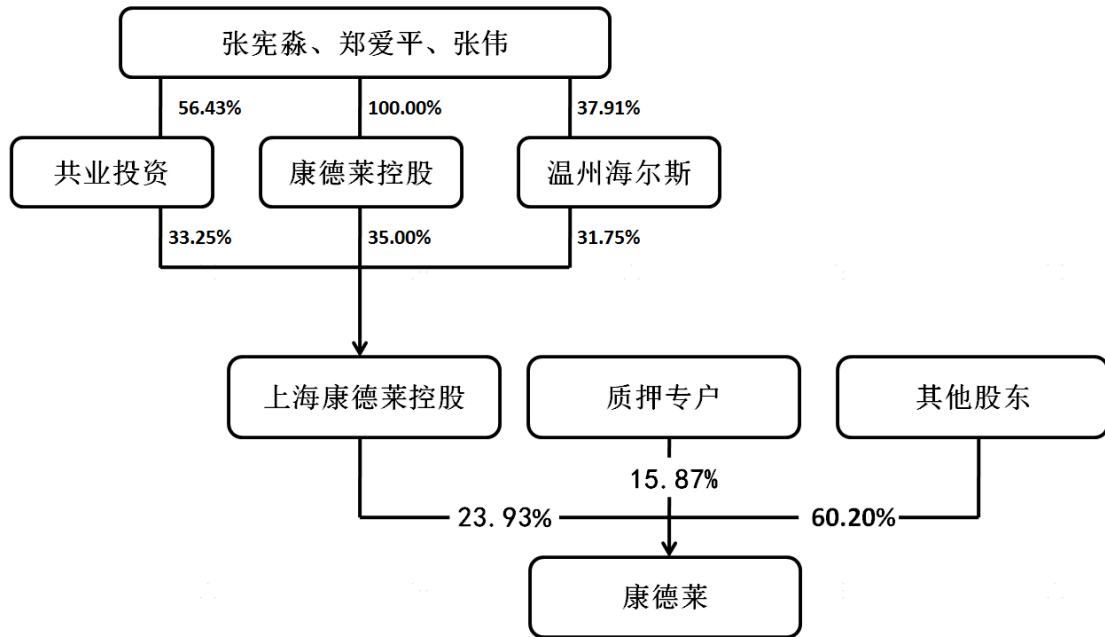 张宪淼、郑爱平、张伟
56.43%
100.00%
37.91%
共业投资
康德莱控股
温州海尔斯
33.25%
35.00%
31.75%
上海康德莱控股
质押专户
其他股东
15.87%
23.93%
60.20%
康德莱